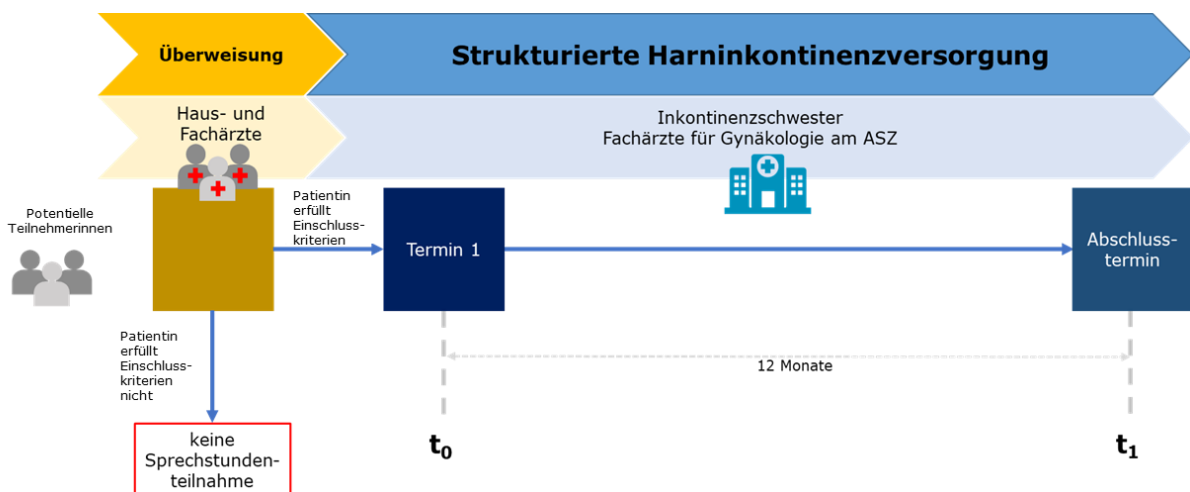 Überweisung
Strukturierte Harninkontinenzversorgung
Haus- und
Fachärzte
Inkontinenzschwester
Fachärzte für Gynäkologie am ASZ
Potentielle
Teilnehmerinnen
Patientin
erfüllt
Einschluss-
kriterien
Termin 1
Abschluss-
termin
Patientin
erfüllt
Einschluss-
kriterien
nicht
12 Monate
keine
Sprechstunden-
teilnahme
t₀
t₁